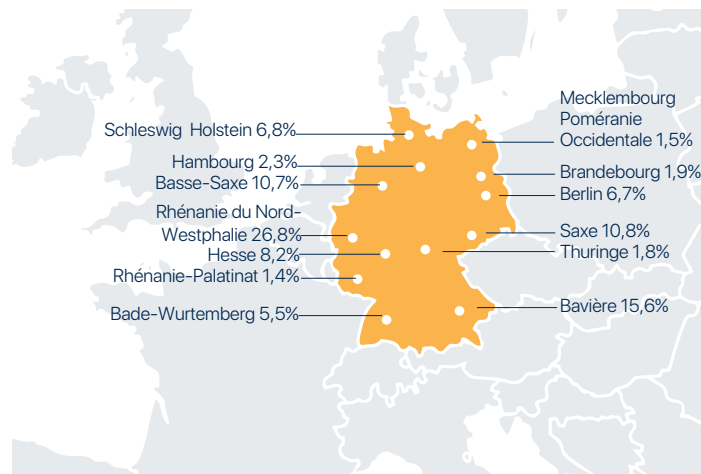 Schleswig Holstein 6,8%
Hambourg 2,3%
Basse-Saxe 10,7%
Rhénanie du Nord-
Westphalie 26,8%
Hesse 8,2%
Rhénanie-Palatinat 1,4%
Bade-Wurtemberg 5,5%
Mecklembourg
Poméranie
Occidentale 1,5%
Brandebourg 1,9%
Berlin 6,7%
Saxe 10,8%
Thuringe 1,8%
Bavière 15,6%